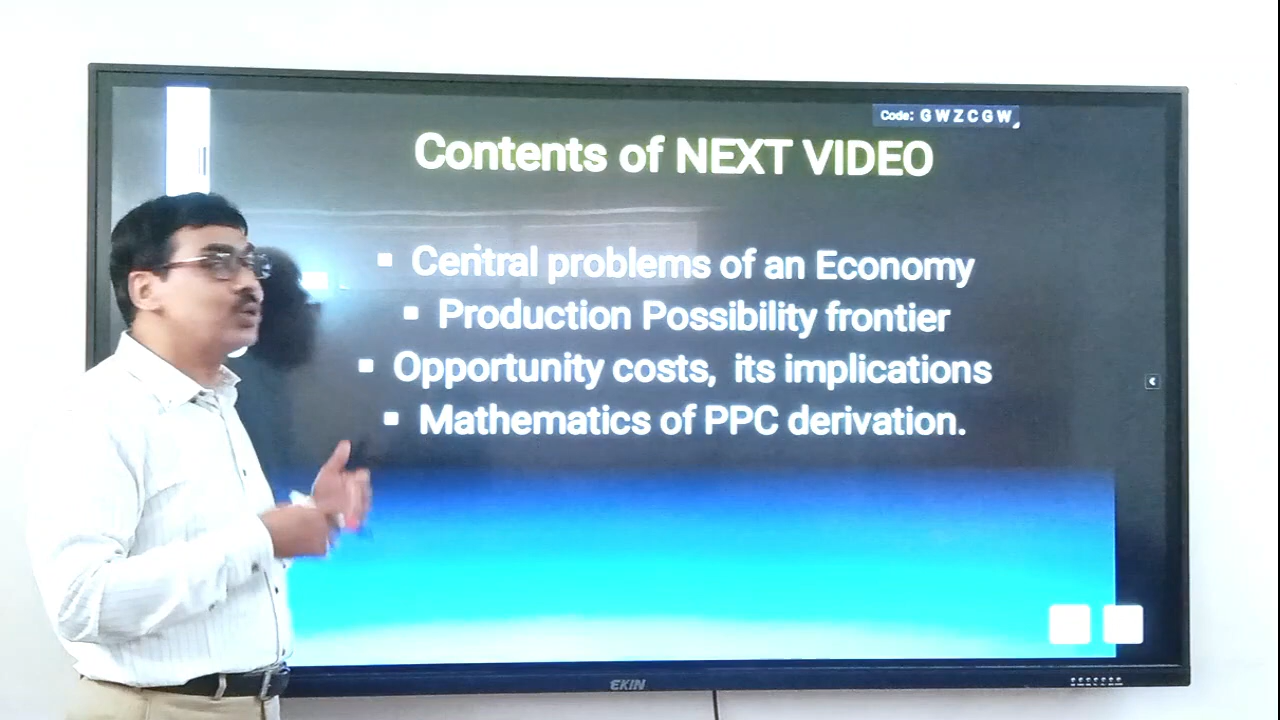 Code: GWZCGW
Contents of NEXT VIDEO
▪ Central problems of an Economy
▪ Production Possibility frontier
▪ Opportunity costs, its implications
▪ Mathematics of PPC derivation.
EKIN